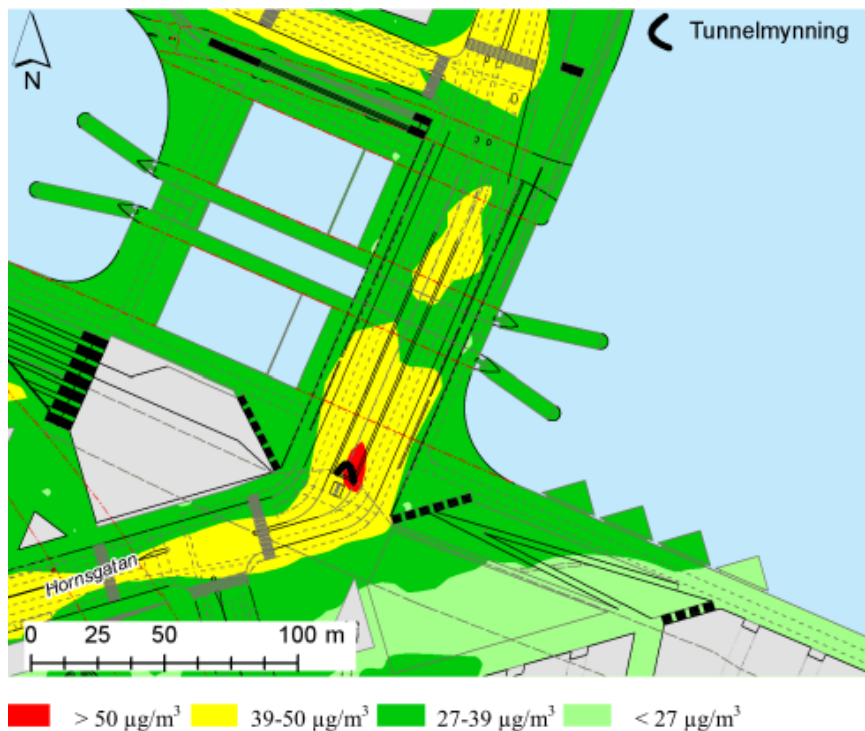 Tunnelmynning
N
Hornsgatan
0 25 50 100 m
> 50 µg/m³ 39-50 µg/m³ 27-39 µg/m³ < 27 µg/m³